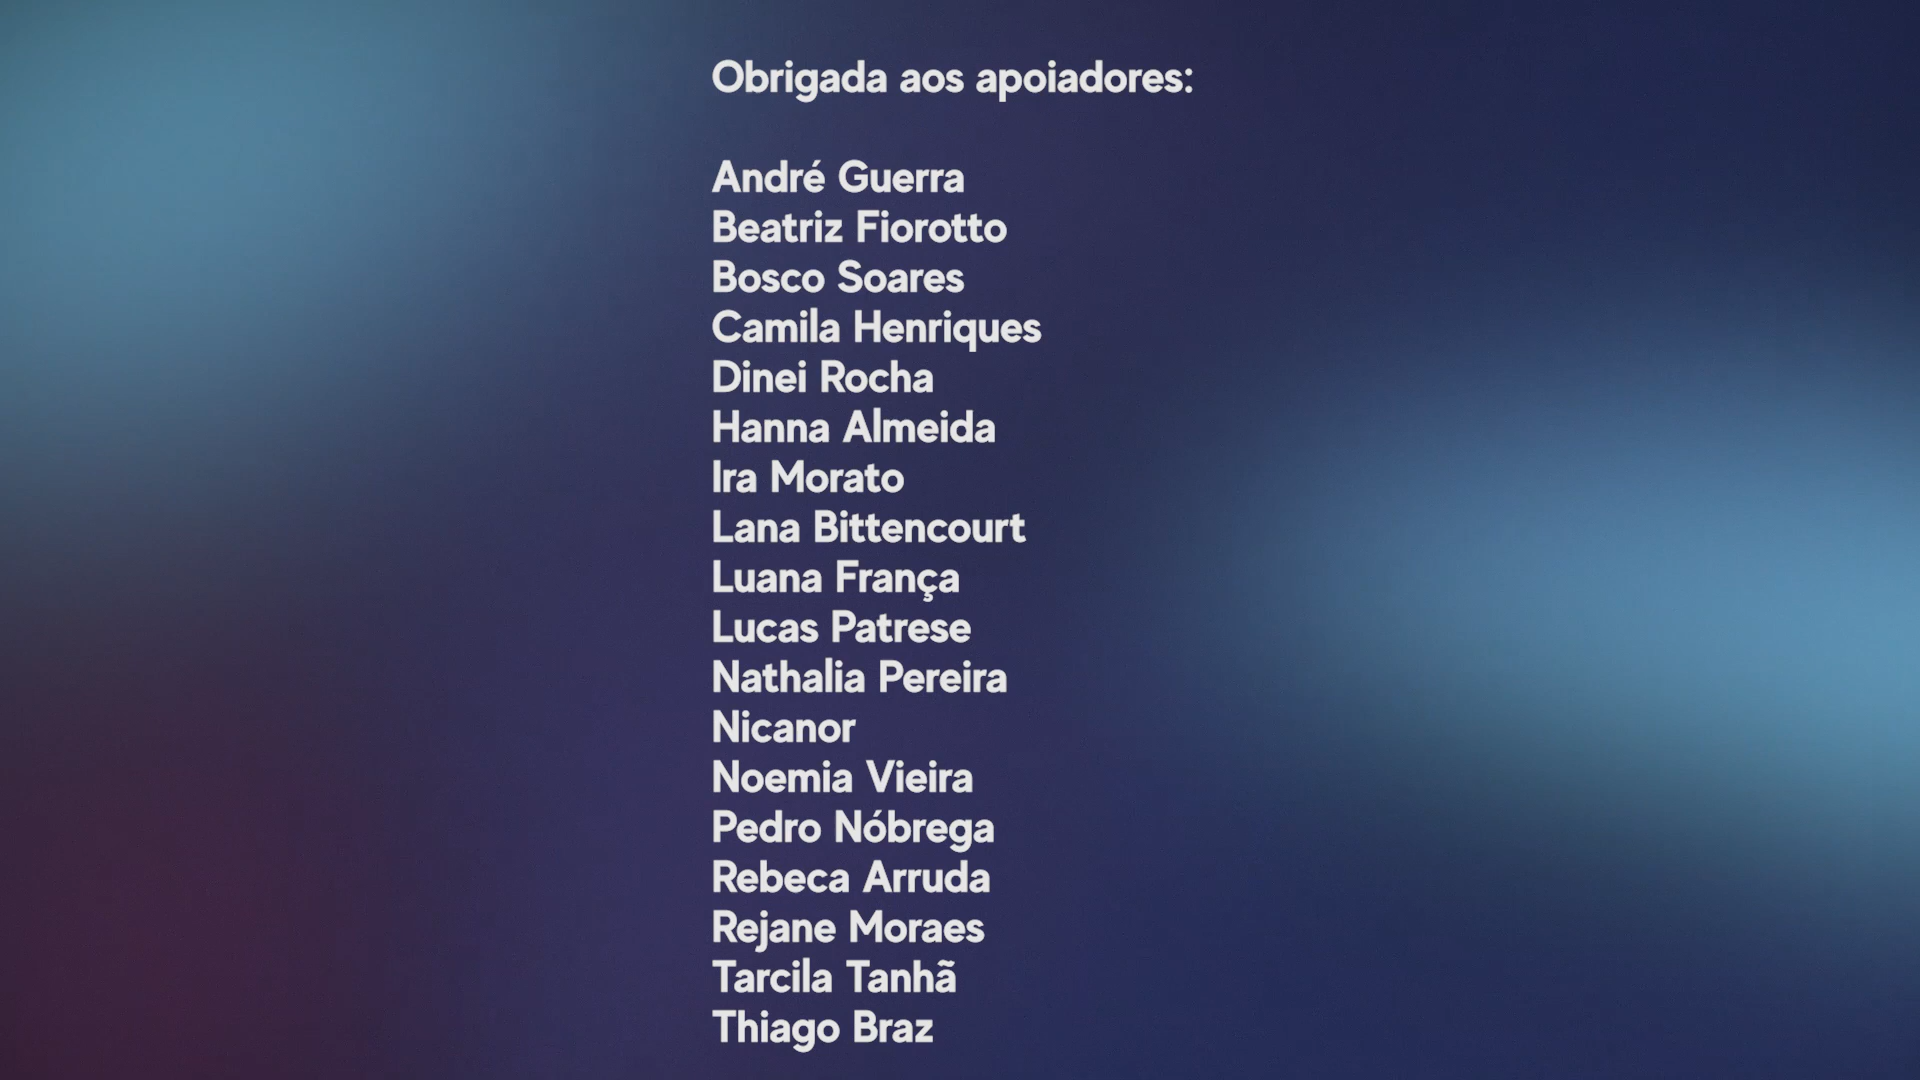 Obrigada aos apoiadores:
André Guerra
Beatriz Fiorotto
Bosco Soares
Camila Henriques
Dinei Rocha
Hanna Almeida
Ira Morato
Lana Bittencourt
Luana França
Lucas Patrese
Nathalia Pereira
Nicanor
Noemia Vieira
Pedro Nóbrega
Rebeca Arruda
Rejane Moraes
Tarcila Tanhã
Thiago Braz